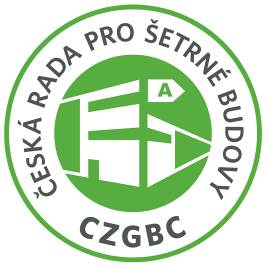 ČESKÁ RADA PRO ŠETRNÉ BUDOVY
A
CZGBC